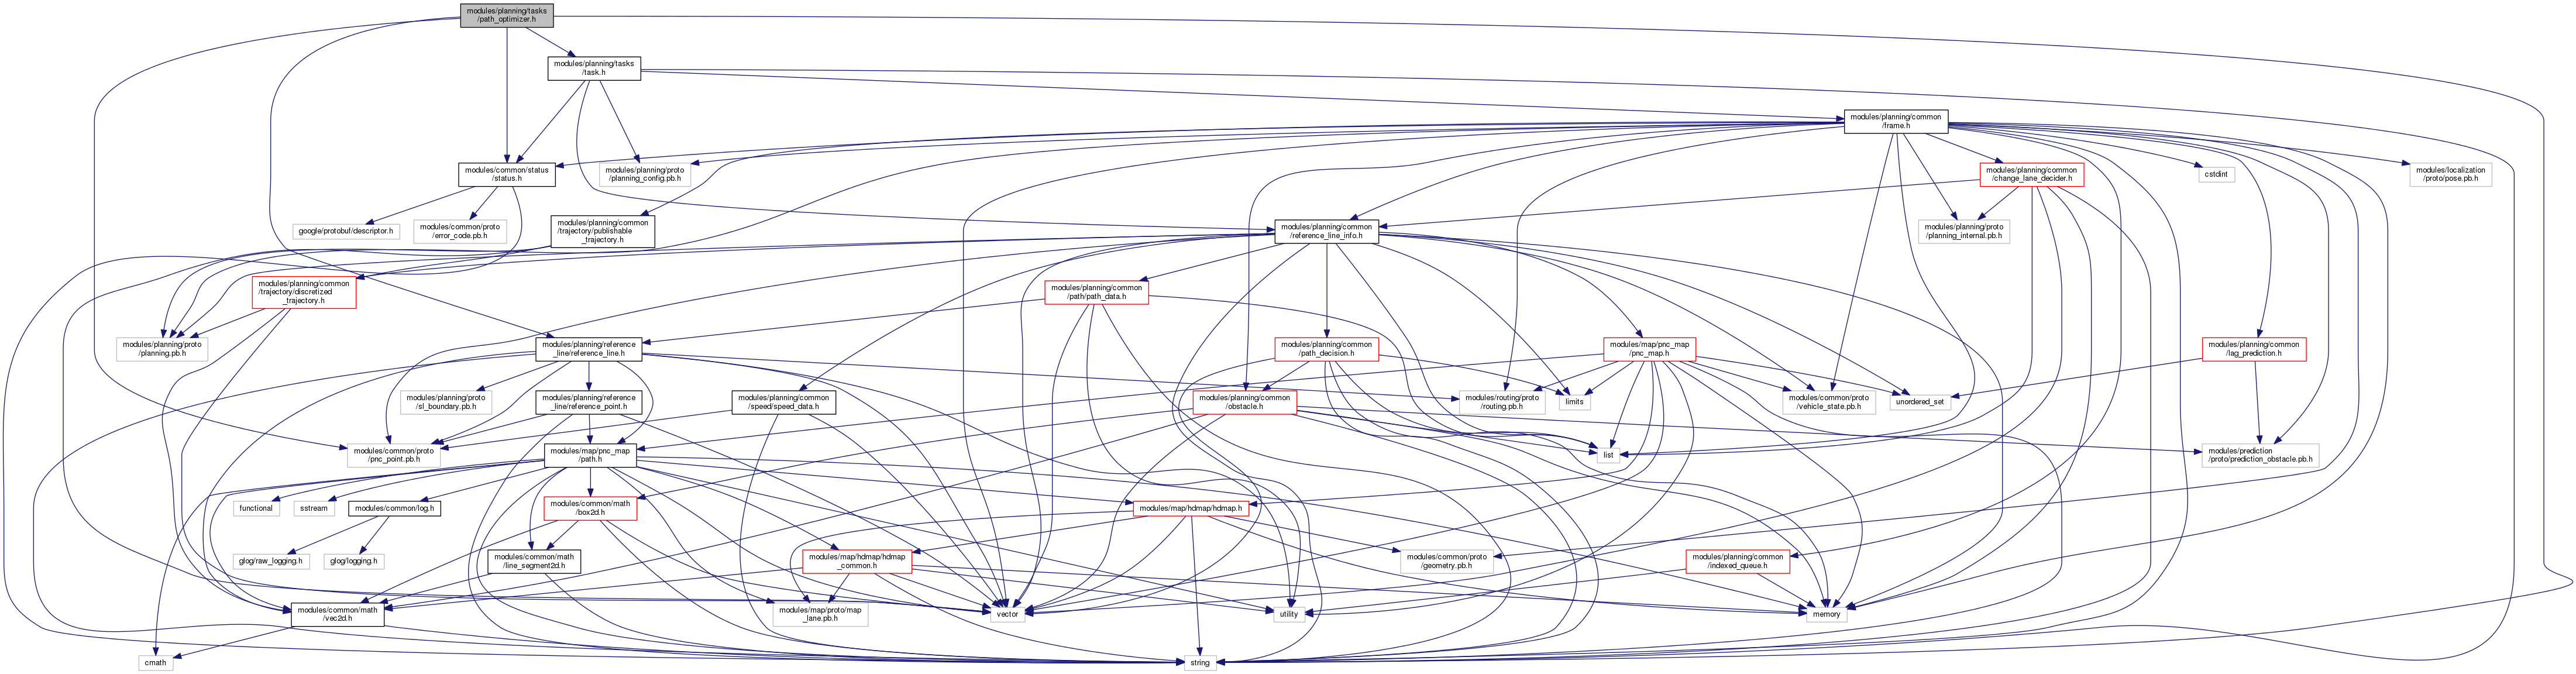 modules/planning/tasks
/path_optimizer.h
modules/planning/tasks
/task.h
modules/planning/common
/frame.h
modules/common/status
/status.h
modules/planning/proto
/planning_config.pb.h
modules/planning/common
/change_lane_decider.h
cstdint
modules/localization
/proto/pose.pb.h
google/protobuf/descriptor.h
modules/common/proto
/error_code.pb.h
modules/planning/common
/trajectory/publishable
_trajectory.h
modules/planning/common
/reference_line_info.h
modules/planning/proto
/planning_internal.pb.h
modules/planning/common
/trajectory/discretized
_trajectory.h
modules/planning/common
/path/path_data.h
modules/planning/proto
/planning.pb.h
modules/planning/reference
_line/reference_line.h
modules/planning/common
/path_decision.h
modules/map/pnc_map
/pnc_map.h
modules/planning/common
/lag_prediction.h
modules/planning/proto
/sl_boundary.pb.h
modules/planning/reference
_line/reference_point.h
modules/planning/common
/speed/speed_data.h
modules/planning/common
/obstacle.h
modules/routing/proto
/routing.pb.h
limits
modules/common/proto
/vehicle_state.pb.h
unordered_set
modules/common/proto
/pnc_point.pb.h
modules/map/pnc_map
/path.h
list
modules/prediction
/proto/prediction_obstacle.pb.h
functional
sstream
modules/common/log.h
modules/common/math
/box2d.h
modules/map/hdmap/hdmap.h
glog/raw_logging.h
glog/logging.h
modules/common/math
/line_segment2d.h
modules/map/hdmap/hdmap
_common.h
modules/common/proto
/geometry.pb.h
modules/planning/common
/indexed_queue.h
modules/common/math
/vec2d.h
modules/map/proto/map
_lane.pb.h
vector
utility
memory
cmath
string